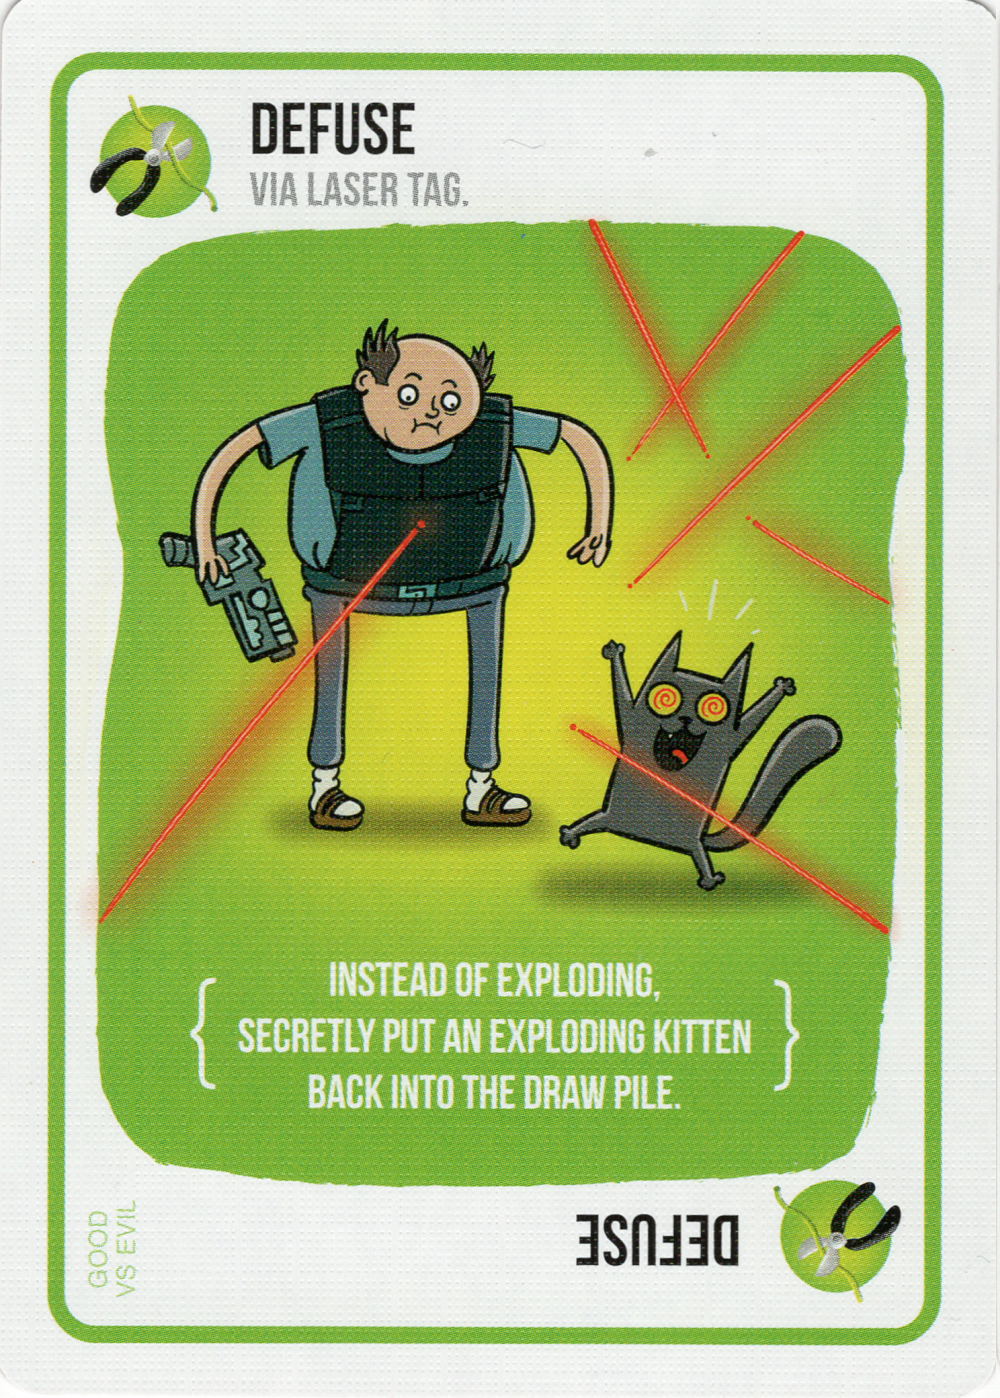 DEFUSE
VIA LASER TAG.
INSTEAD OF EXPLODING,
SECRETLY PUT AN EXPLODING KITTEN
BACK INTO THE DRAW PILE.
GOOD
VS EVIL
DEFUSE